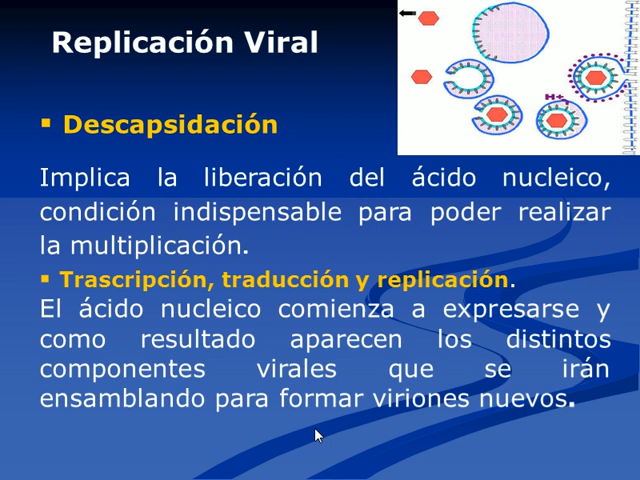 Replicación Viral
H+
▪ Descapsidación
Implica la liberación del ácido nucleico,
condición indispensable para poder realizar
la multiplicación.
▪ Trascripción, traducción y replicación.
El ácido nucleico comienza a expresarse y
como resultado aparecen los distintos
componentes virales que se irán
ensamblando para formar viriones nuevos.